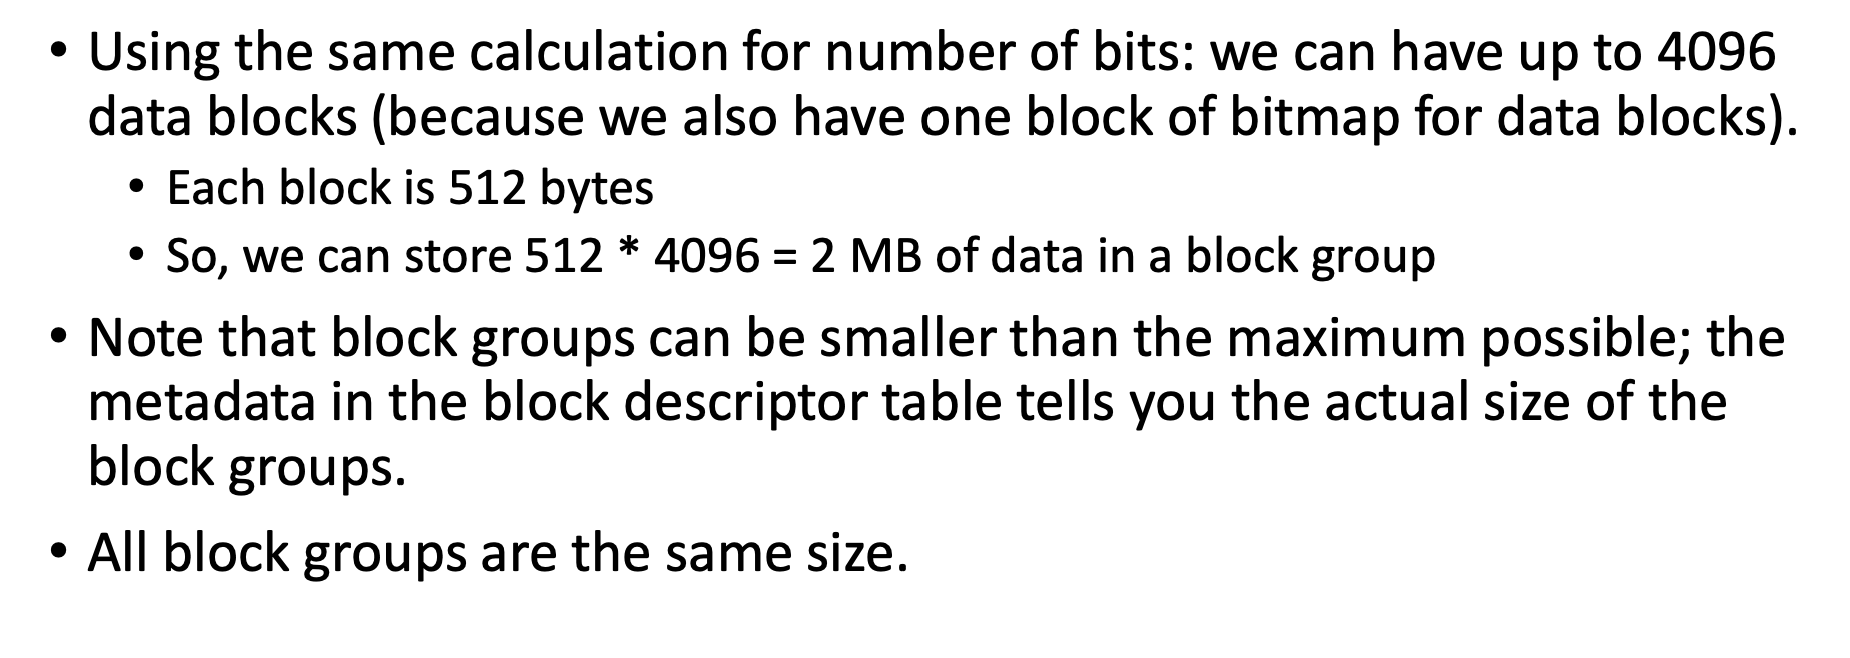 • Using the same calculation for number of bits: we can have up to 4096
data blocks (because we also have one block of bitmap for data blocks).
• Each block is 512 bytes
• So, we can store 512 * 4096 = 2 MB of data in a block group
• Note that block groups can be smaller than the maximum possible; the
metadata in the block descriptor table tells you the actual size of the
block groups.
• All block groups are the same size.